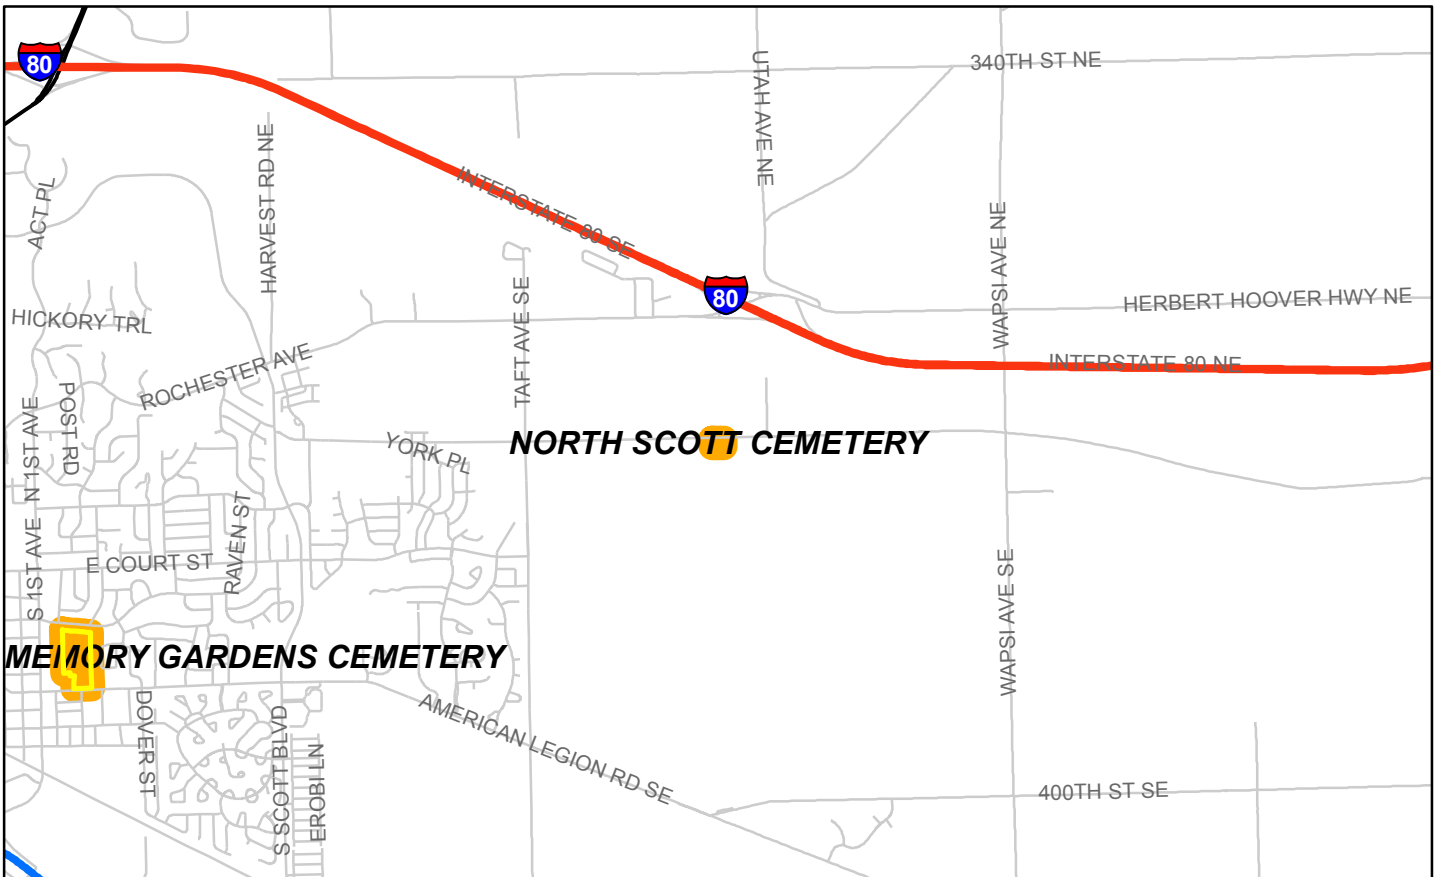 80
340TH ST NE
UTAH AVE NE
HARVEST RD NE
ACT PL
INTERSTATE 80 SE
WAPSI AVE NE
80
HERBERT HOOVER HWY NE
HICKORY TRL
TAFT AVE SE
INTERSTATE 80 NE
ROCHESTER AVE
POST RD
N 1ST AVE
YORK PL
NORTH SCOTT CEMETERY
RAVEN ST
S 1ST AVE
E COURT ST
WAPSI AVE SE
MEMORY GARDENS CEMETERY
DOVER ST
S SCOTT BLVD
EROBI LN
AMERICAN LEGION RD SE
400TH ST SE